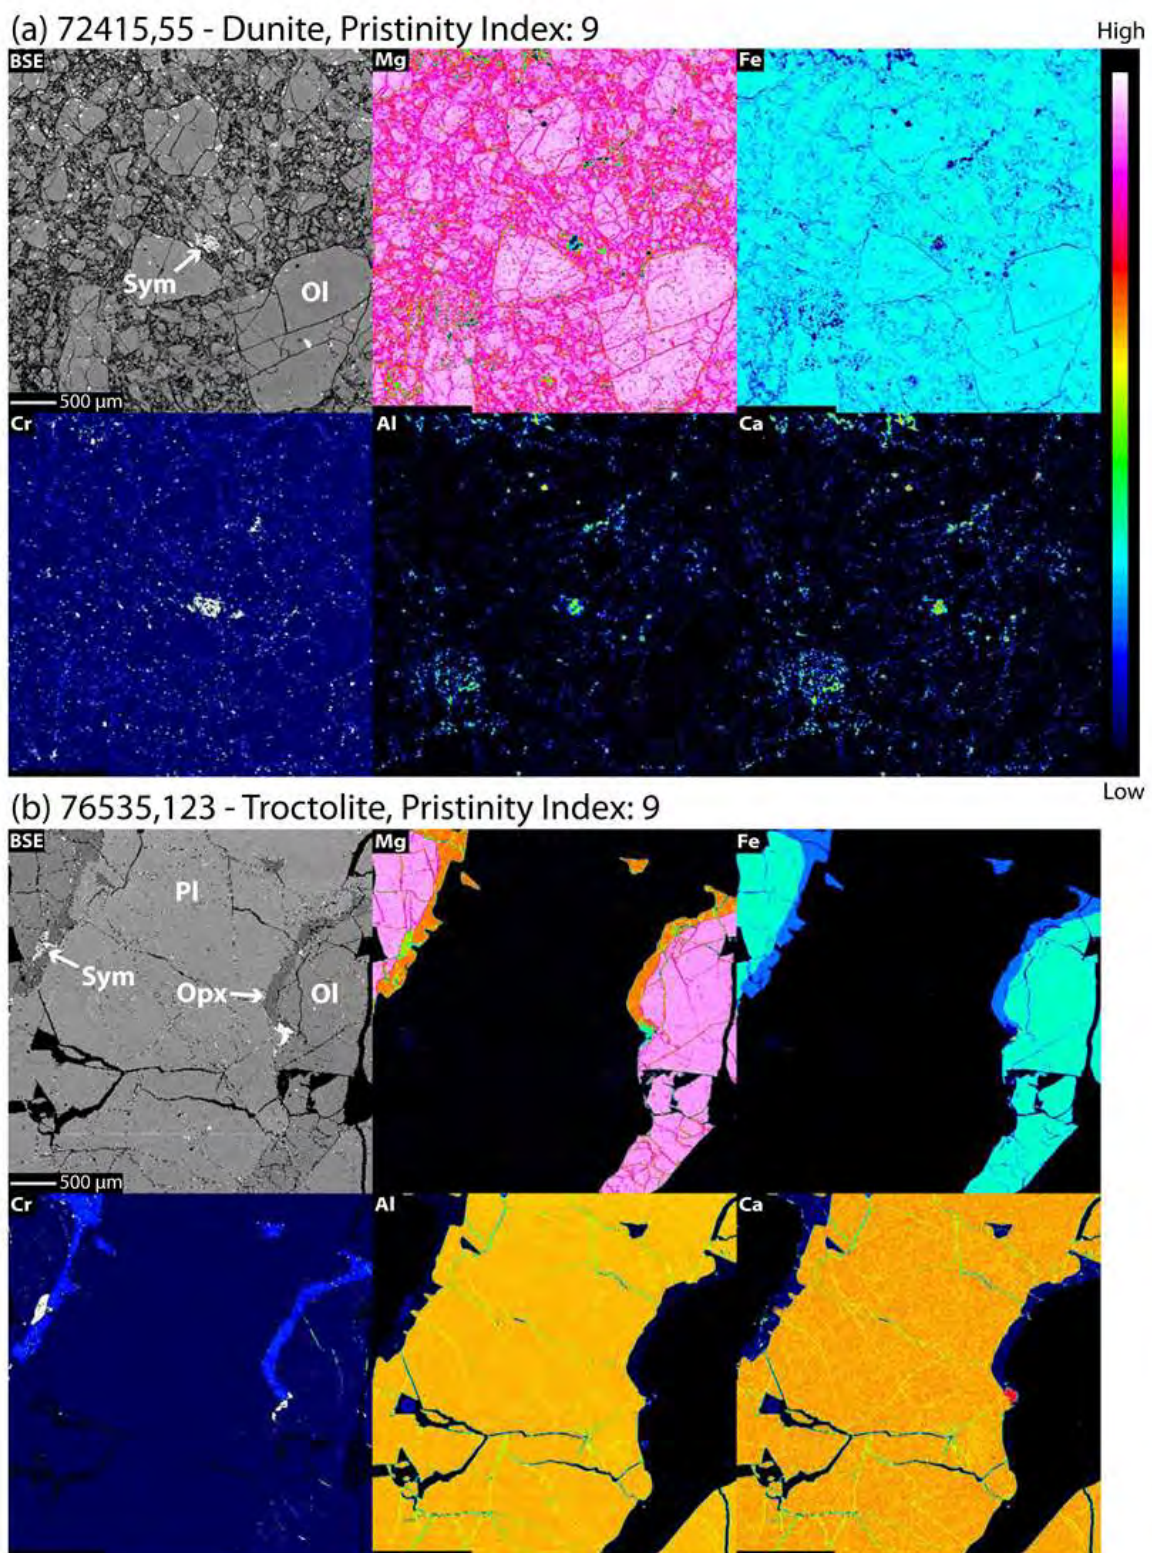 (a) 72415,55 - Dunite, Pristinity Index: 9
High
BSE
Mg
Fe
Sym
Ol
500 µm
Cr
Al
Ca
Low
(b) 76535,123 - Troctolite, Pristinity Index: 9
BSE
Mg
Fe
Pl
Sym
Opx
Ol
500 µm
Cr
Al
Ca